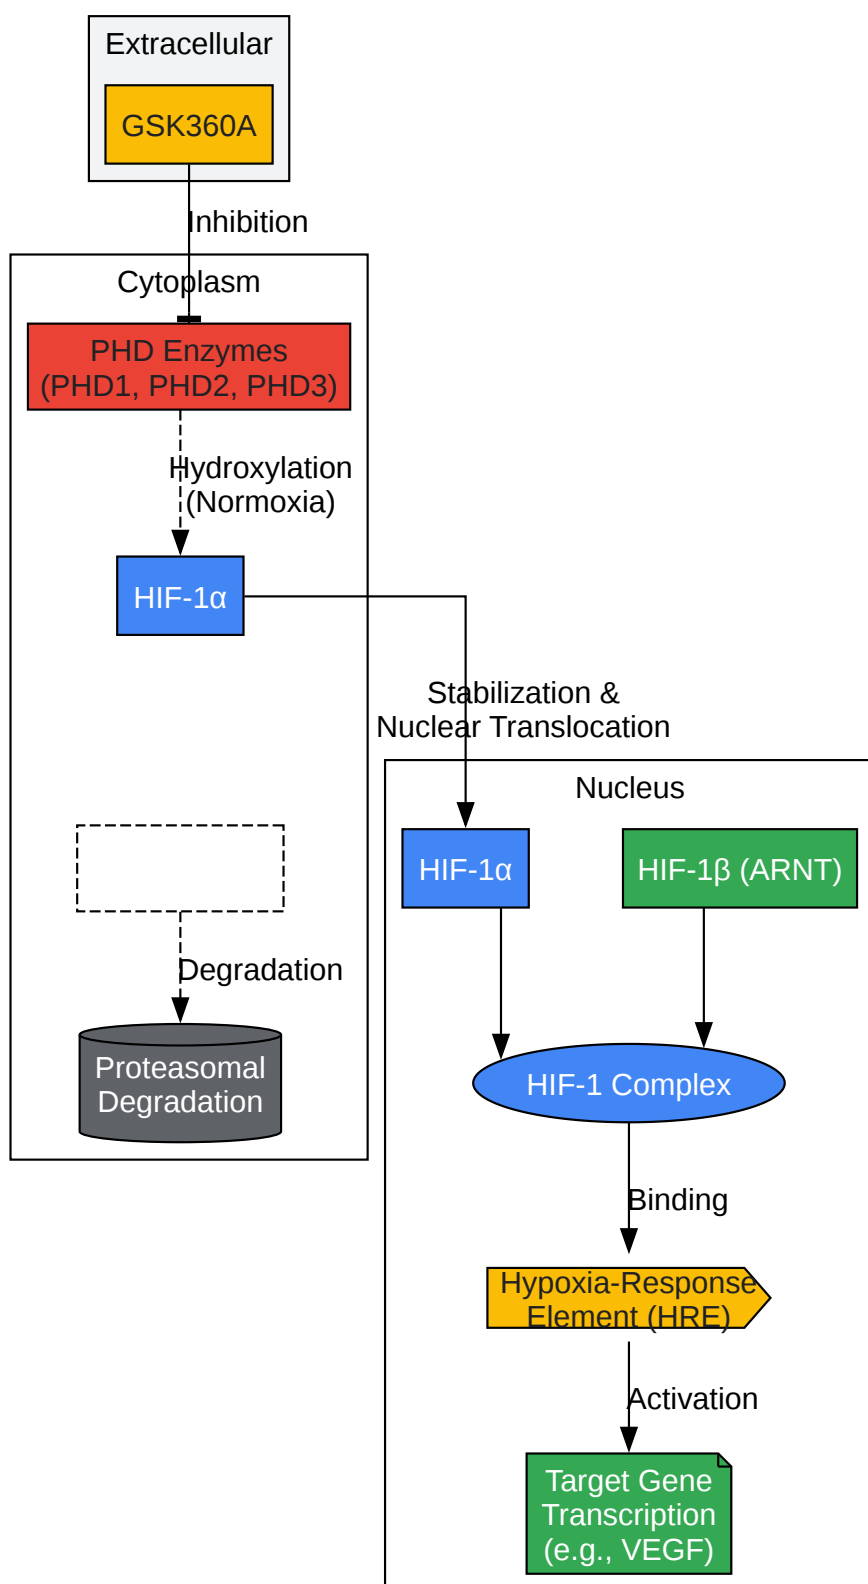 Extracellular
GSK360A
Inhibition
Cytoplasm
PHD Enzymes
(PHD1, PHD2, PHD3)
Hydroxylation
(Normoxia)
HIF-1α
Stabilization &
Nuclear Translocation
Nucleus
HIF-1α
HIF-1β (ARNT)
Degradation
Proteasomal
Degradation
HIF-1 Complex
Binding
Hypoxia-Response
Element (HRE)
Activation
Target Gene
Transcription
(e.g., VEGF)